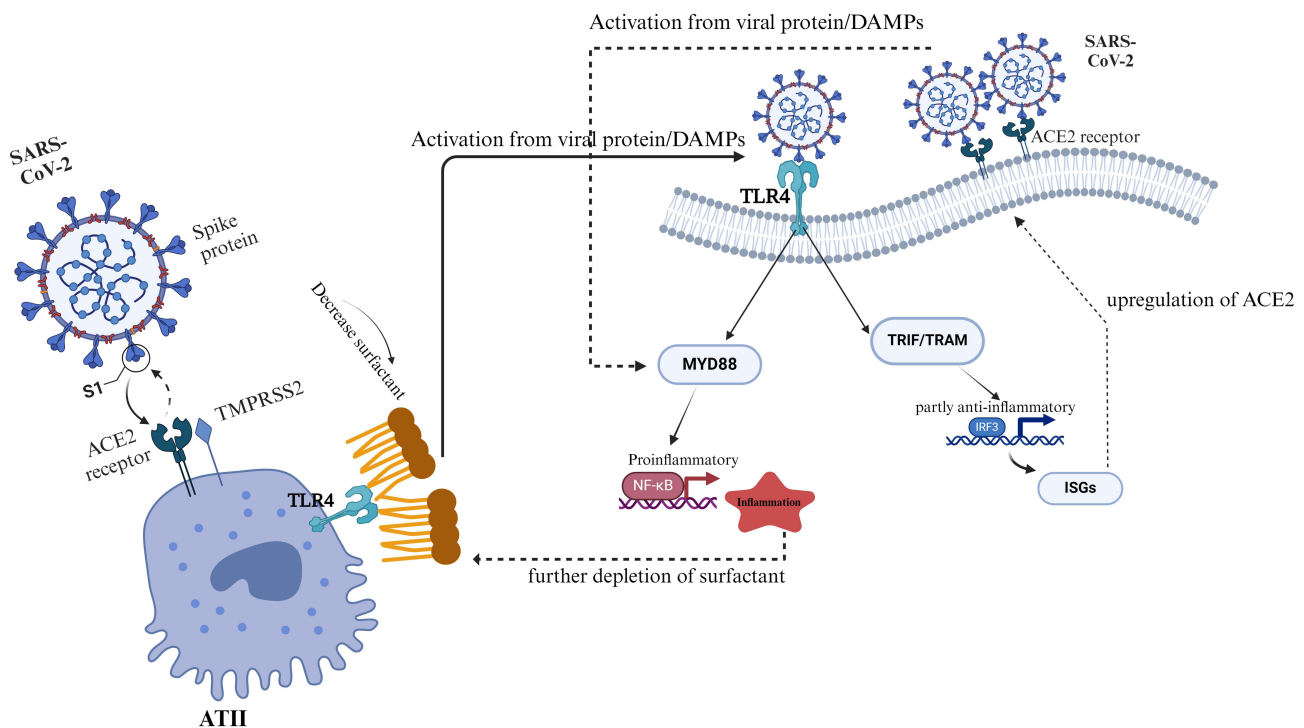 Activation from viral protein/DAMPs
SARS-
CoV-2
ACE2 receptor
Activation from viral protein/DAMPs
TLR4
SARS-
CoV-2
Spike
protein
S1
ACE2
receptor
TMPRSS2
Decrease surfactant
TLR4
ATII
MYD88
TRIF/TRAM
upregulation of ACE2
partly anti-inflammatory
IRF3
ISGs
Proinflammatory
NF-κB
Inflammation
further depletion of surfactant